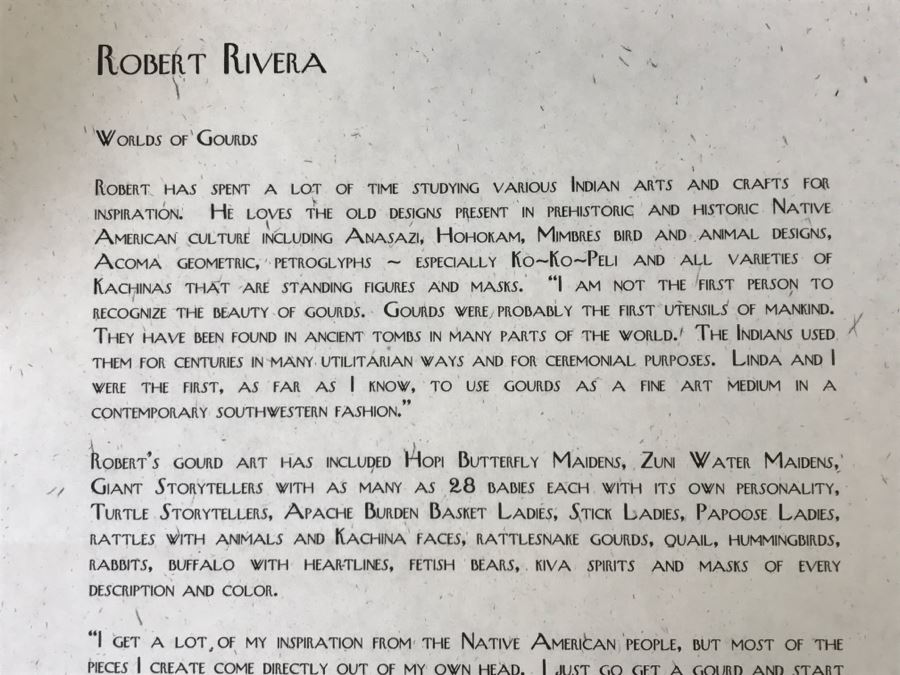 Robert Rivera
Worlds of Gourds
Robert has spent a lot of time studying various Indian arts and crafts for
inspiration. He loves the old designs present in prehistoric and historic Native
American culture including Anasazi, Hohokam, Mimbres bird and animal designs,
Acoma geometric, petroglyphs ~ especially Ko~Ko~Peli and all varieties of
Kachinas that are standing figures and masks. "I am not the first person to
recognize the beauty of gourds. Gourds were probably the first utensils of mankind.
They have been found in ancient tombs in many parts of the world. The Indians used
them for centuries in many utilitarian ways and for ceremonial purposes. Linda and I
were the first, as far as I know, to use gourds as a fine art medium in a
contemporary southwestern fashion."
Robert's gourd art has included Hopi Butterfly Maidens, Zuni Water Maidens,
Giant Storytellers with as many as 28 babies each with its own personality,
Turtle Storytellers, Apache Burden Basket Ladies, Stick Ladies, Papoose Ladies,
rattles with animals and Kachina faces, rattlesnake gourds, quail, hummingbirds,
rabbits, buffalo with heartlines, fetish bears, kiva spirits and masks of every
description and color.
"I get a lot of my inspiration from the Native American people, but most of the
pieces I create come directly out of my own head. I just go get a gourd and start